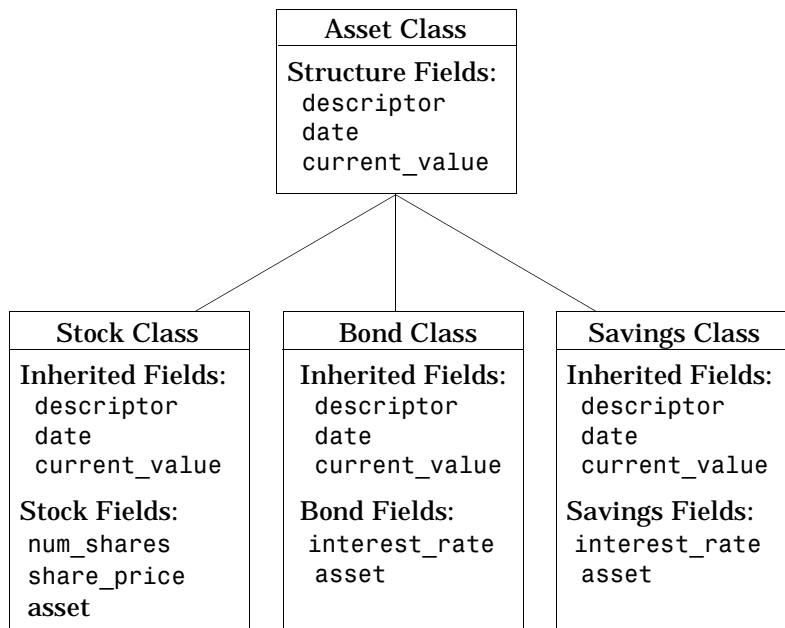 Asset Class
Structure Fields:
descriptor
date
current_value
Stock Class
Inherited Fields:
descriptor
date
current_value
Stock Fields:
num_shares
share_price
asset
Bond Class
Inherited Fields:
descriptor
date
current_value
Bond Fields:
interest_rate
asset
Savings Class
Inherited Fields:
descriptor
date
current_value
Savings Fields:
interest_rate
asset